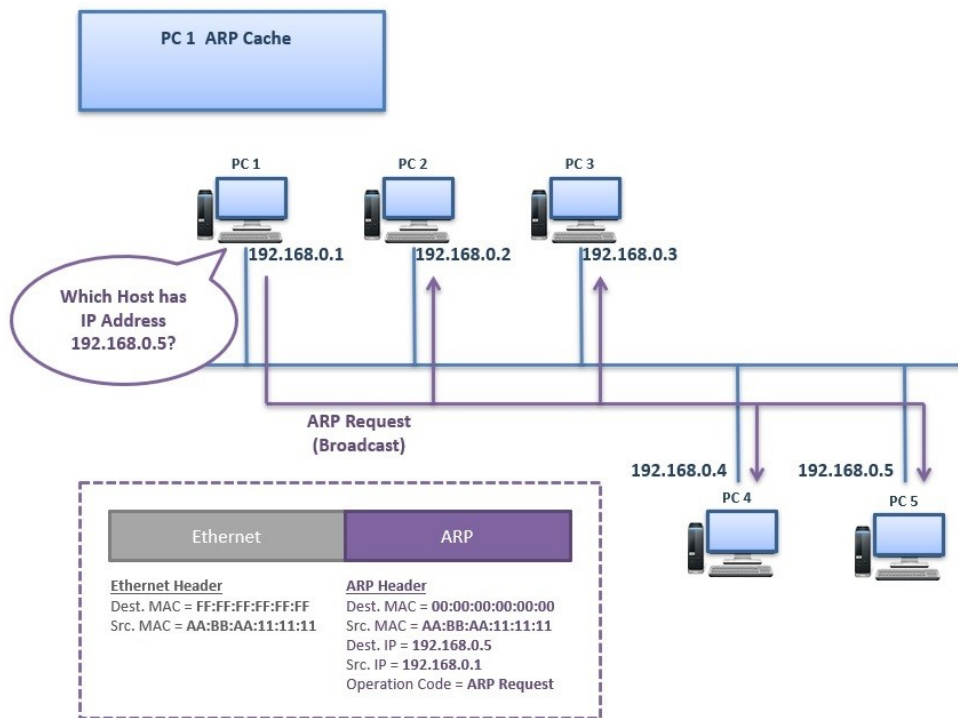 PC 1 ARP Cache
PC 1
PC 2
PC 3
192.168.0.1
192.168.0.2
192.168.0.3
Which Host has
IP Address
192.168.0.5?
ARP Request
(Broadcast)
192.168.0.4
192.168.0.5
PC 4
PC 5
Ethernet
ARP
Ethernet Header
Dest. MAC = FF:FF:FF:FF:FF:FF
Src. MAC = AA:BB:AA:11:11:11
ARP Header
Dest. MAC = 00:00:00:00:00:00
Src. MAC = AA:BB:AA:11:11:11
Dest. IP = 192.168.0.5
Src. IP = 192.168.0.1
Operation Code = ARP Request